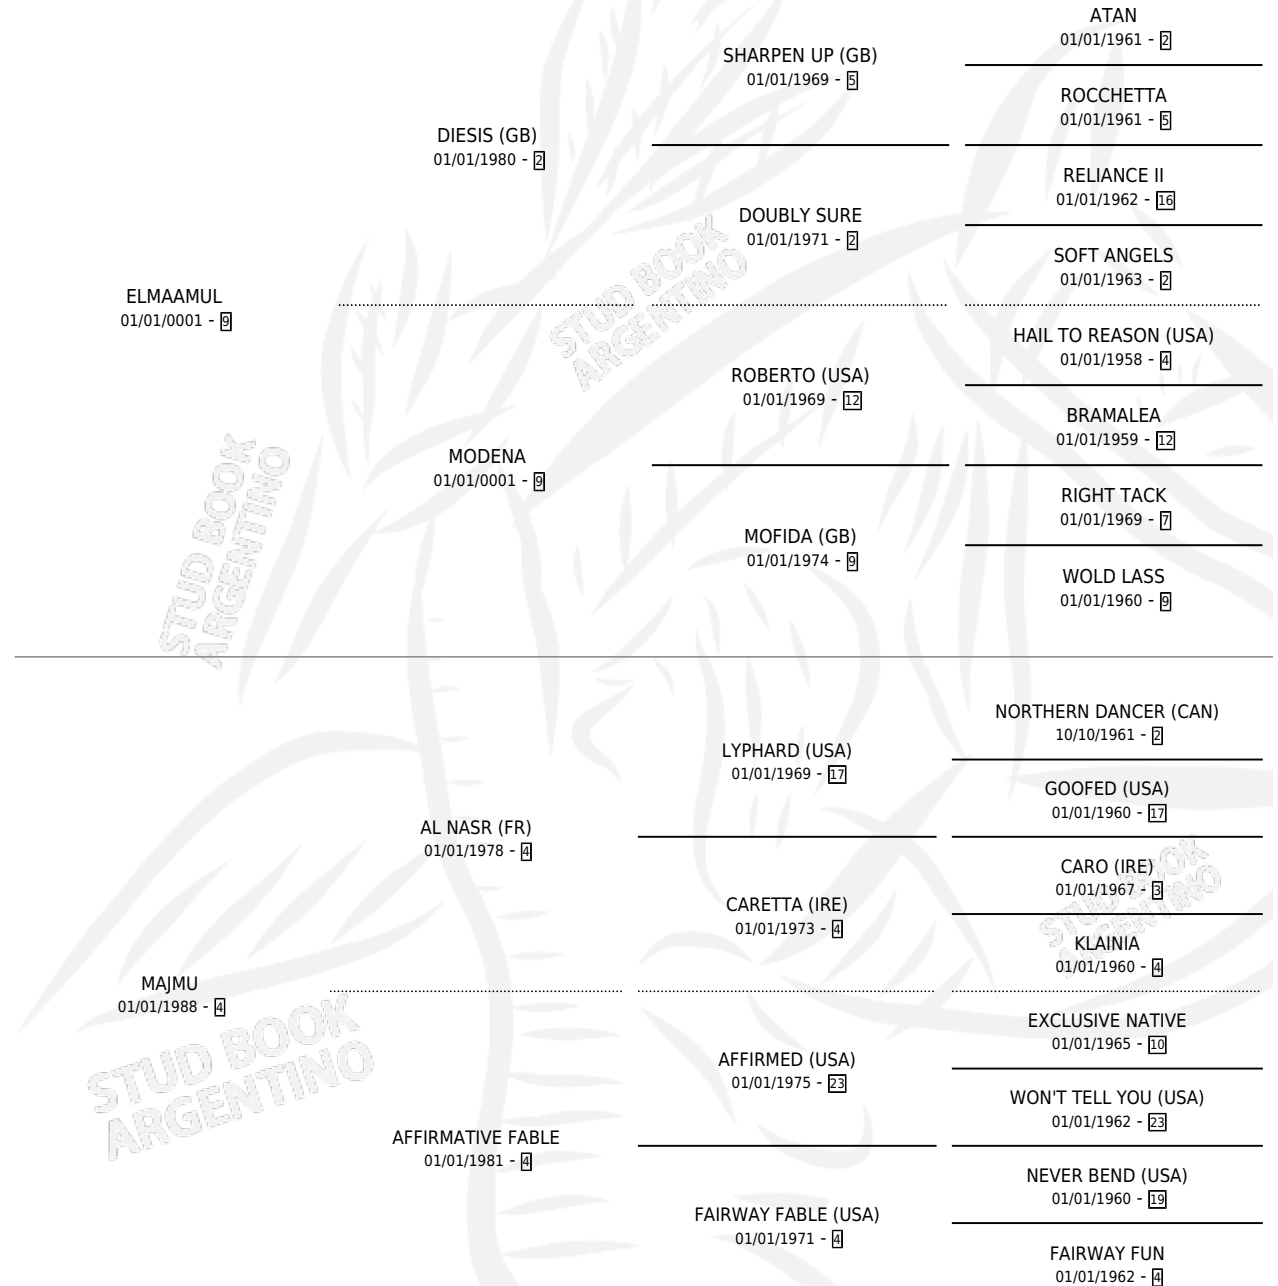 ATAN
01/01/1961 - 2
SHARPEN UP (GB)
01/01/1969 - 5
ROCCHETTA
01/01/1961 - 5
DIESIS (GB)
01/01/1980 - 2
RELIANCE II
01/01/1962 - 16
DOUBLY SURE
01/01/1971 - 2
SOFT ANGELS
01/01/1963 - 2
ELMAAMUL
01/01/0001 - 9
HAIL TO REASON (USA)
01/01/1958 - 4
ROBERTO (USA)
01/01/1969 - 12
BRAMALEA
01/01/1959 - 12
MODENA
01/01/0001 - 9
RIGHT TACK
01/01/1969 - 7
MOFIDA (GB)
01/01/1974 - 9
WOLD LASS
01/01/1960 - 9
STUD BOOK
ARGENTINO
STUD BOOK
ARGENTINO
NORTHERN DANCER (CAN)
10/10/1961 - 2
LYPHARD (USA)
01/01/1969 - 17
GOOFED (USA)
01/01/1960 - 17
AL NASR (FR)
01/01/1978 - 4
CARO (IRE)
01/01/1967 - 3
CARETTA (IRE)
01/01/1973 - 4
KLAINIA
01/01/1960 - 4
MAJMU
01/01/1988 - 4
EXCLUSIVE NATIVE
01/01/1965 - 10
AFFIRMED (USA)
01/01/1975 - 23
WON'T TELL YOU (USA)
01/01/1962 - 23
AFFIRMATIVE FABLE
01/01/1981 - 4
NEVER BEND (USA)
01/01/1960 - 19
FAIRWAY FABLE (USA)
01/01/1971 - 4
FAIRWAY FUN
01/01/1962 - 4
STUD BOOK
ARGENTINO
STUD BOOK
ARGENTINO